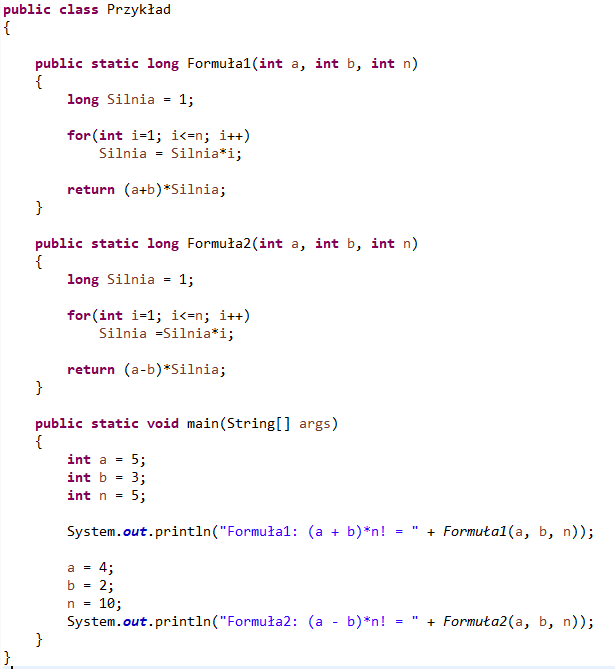 public class Przykład
{

    public static long Formuła1(int a, int b, int n)
    {
        long Silnia = 1;

        for(int i=1; i<=n; i++)
            Silnia = Silnia*i;

        return (a+b)*Silnia;
    }

    public static long Formuła2(int a, int b, int n)
    {
        long Silnia = 1;

        for(int i=1; i<=n; i++)
            Silnia =Silnia*i;

        return (a-b)*Silnia;
    }

    public static void main(String[] args)
    {
        int a = 5;
        int b = 3;
        int n = 5;

        System.out.println("Formuła1: (a + b)*n! = " + Formuła1(a, b, n));

        a = 4;
        b = 2;
        n = 10;
        System.out.println("Formuła2: (a - b)*n! = " + Formuła2(a, b, n));
    }
}